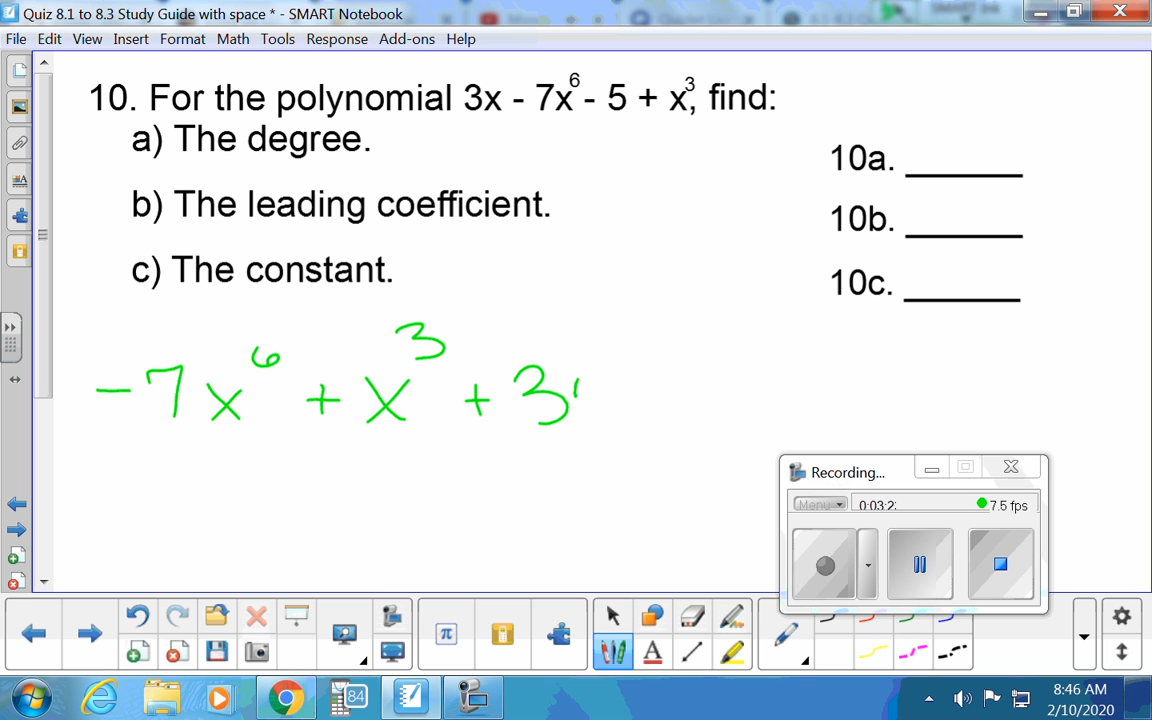 Quiz 8.1 to 8.3 Study Guide with space * - SMART Notebook
File Edit View Insert Format Math Tools Response Add-ons Help
10. For the polynomial 3x - 7x⁶ - 5 + x³, find:
a) The degree.
10a. ______
b) The leading coefficient.
10b. ______
c) The constant.
10c. ______
-7x⁶ + x³ + 3
Recording...
Menu 0:03:2 7.5 fps
π
A
84
8:46 AM
2/10/2020